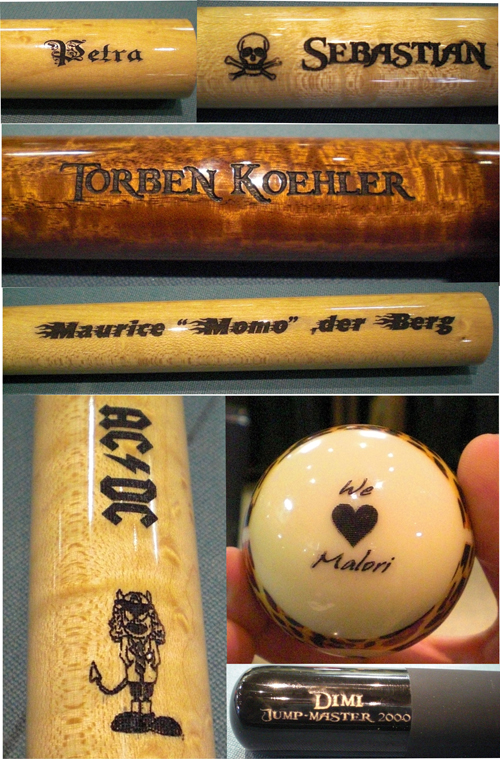 Petra
SEBASTIAN
TORBEN KOEHLER
Maurice "Momo" ,der Berg
AC DC
We
Malori
DIMI
JUMP-MASTER 2000